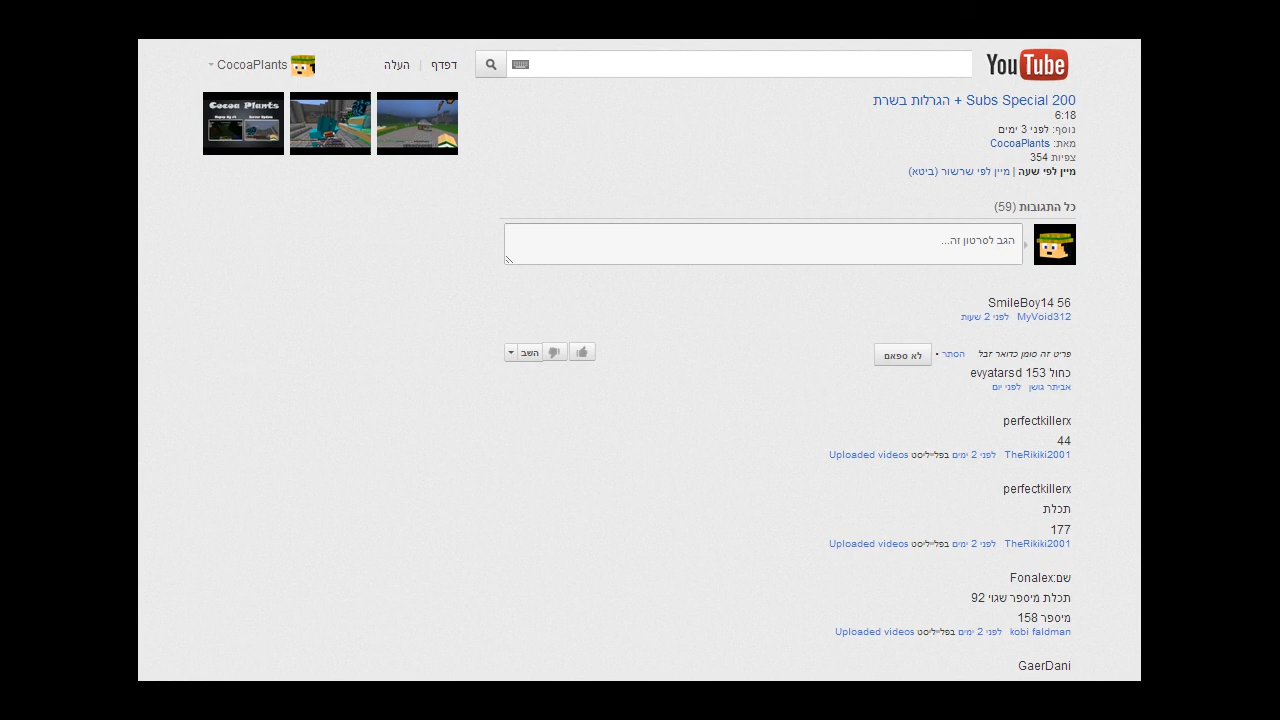 YouTube
דפדף | העלה
CocoaPlants
Cocoa Plants
200 Subs Special + הגרלות בשרת
6:18
נוסף: לפני 3 ימים
מאת: CocoaPlants
צפיות 354
מיין לפי שעה | מיין לפי שרשור (ביטא)
כל התגובות (59)
הגב לסרטון זה...
SmileBoy14 56
MyVoid312 לפני 2 שעות
פריט זה סומן כדואר זבל הסתר • לא ספאם
השב
כחול evyatarsd 153
אביתר גושן לפני יום
perfectkillerx
44
TheRikiki2001 לפני 2 ימים בפלייליסט Uploaded videos
perfectkillerx
תכלת
177
TheRikiki2001 לפני 2 ימים בפלייליסט Uploaded videos
שם:Fonalex
תכלת מיספר שגוי 92
מיספר 158
kobi faldman לפני 2 ימים בפלייליסט Uploaded videos
GaerDani